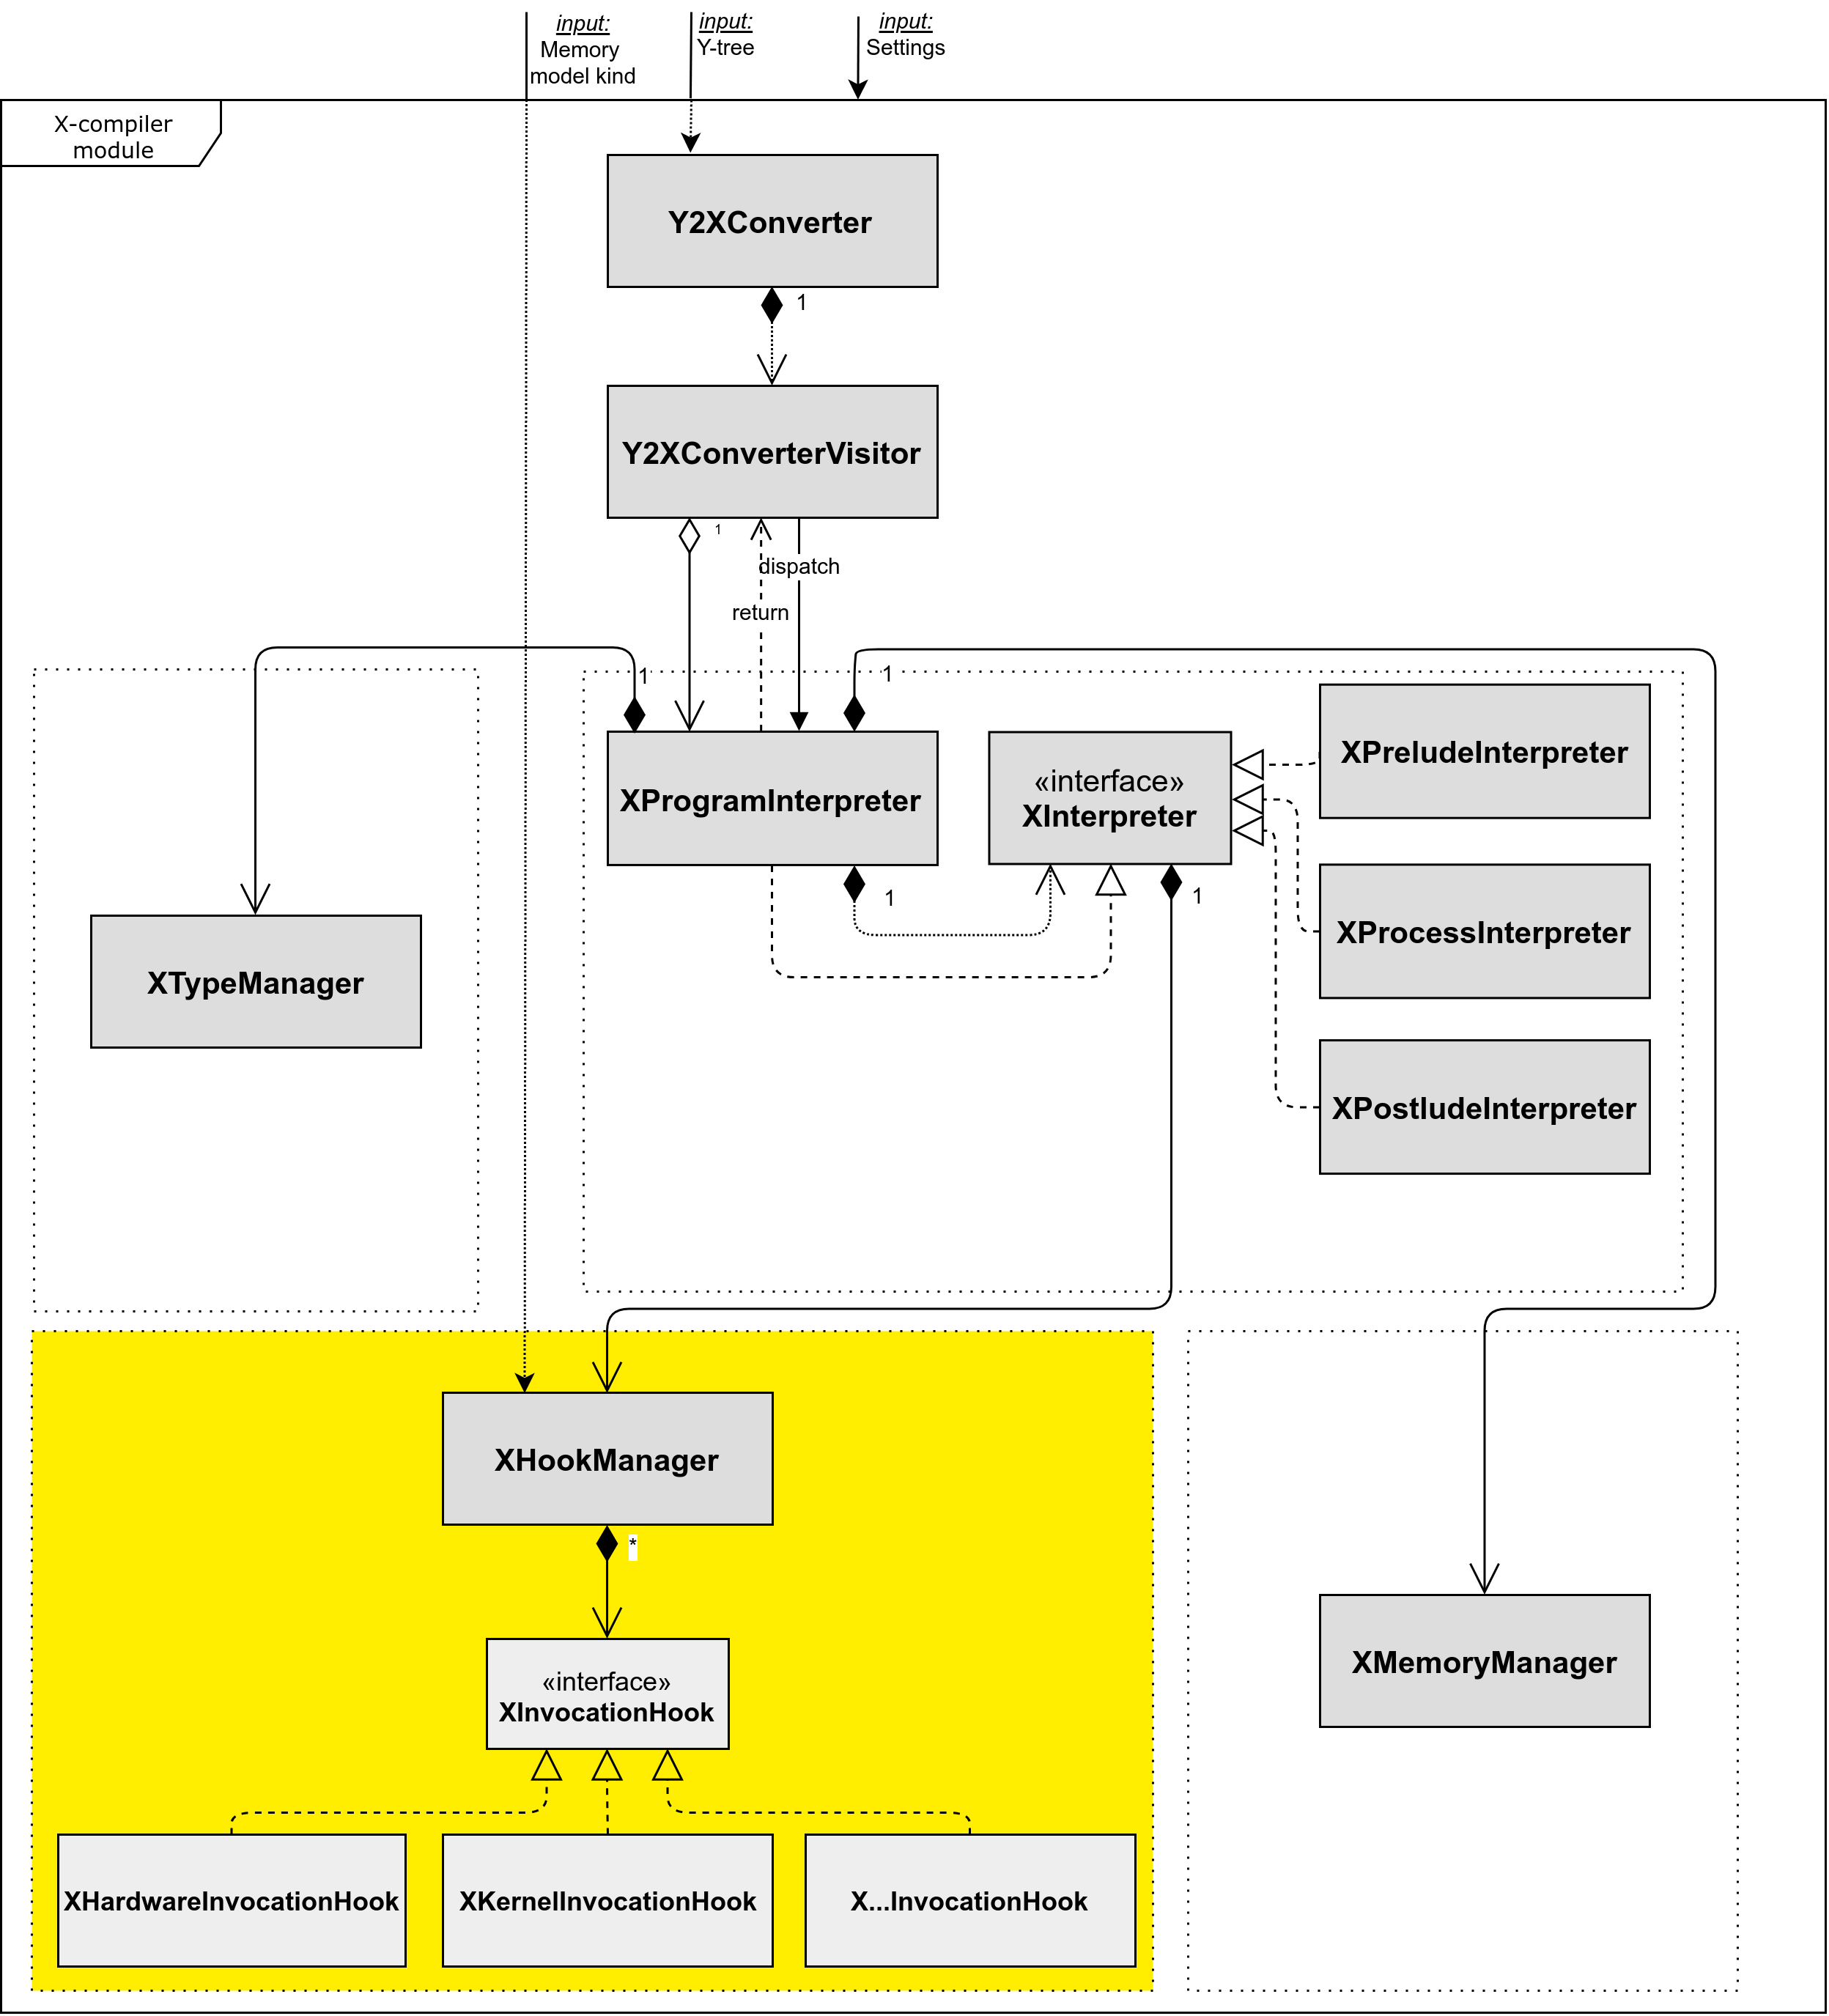 input:
Memory
model kind
input:
Y-tree
input:
Settings
X-compiler
module
Y2XConverter
1
Y2XConverterVisitor
1
dispatch
return
1
1
XProgramInterpreter
«interface»
XInterpreter
XPreludeInterpreter
1
1
XProcessInterpreter
XTypeManager
XPostludeInterpreter
XHookManager
*
«interface»
XInvocationHook
XMemoryManager
XHardwareInvocationHook
XKernelInvocationHook
X...InvocationHook